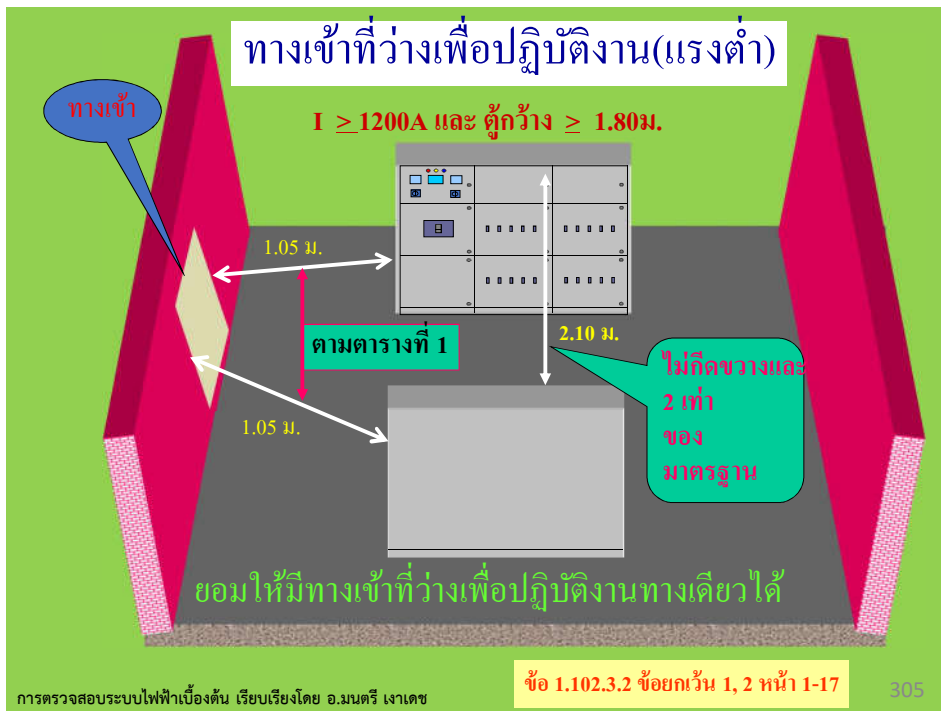 ทางเข้าที่ว่างเพื่อปฏิบัติงาน(แรงต่ำ)
ทางเข้า
I ≥ 1200A และ ตู้กว้าง ≥ 1.80ม.
1.05 ม.
ตามตารางที่ 1
2.10 ม.
ไม่กีดขวางและ
2 เท่า
ของ
มาตรฐาน
1.05 ม.
ยอมให้มีทางเข้าที่ว่างเพื่อปฏิบัติงานทางเดียวได้
ข้อ 1.102.3.2 ข้อยกเว้น 1, 2 หน้า 1-17
305
การตรวจสอบระบบไฟฟ้าเบื้องต้น เรียบเรียงโดย อ.มนตรี เงาเดช